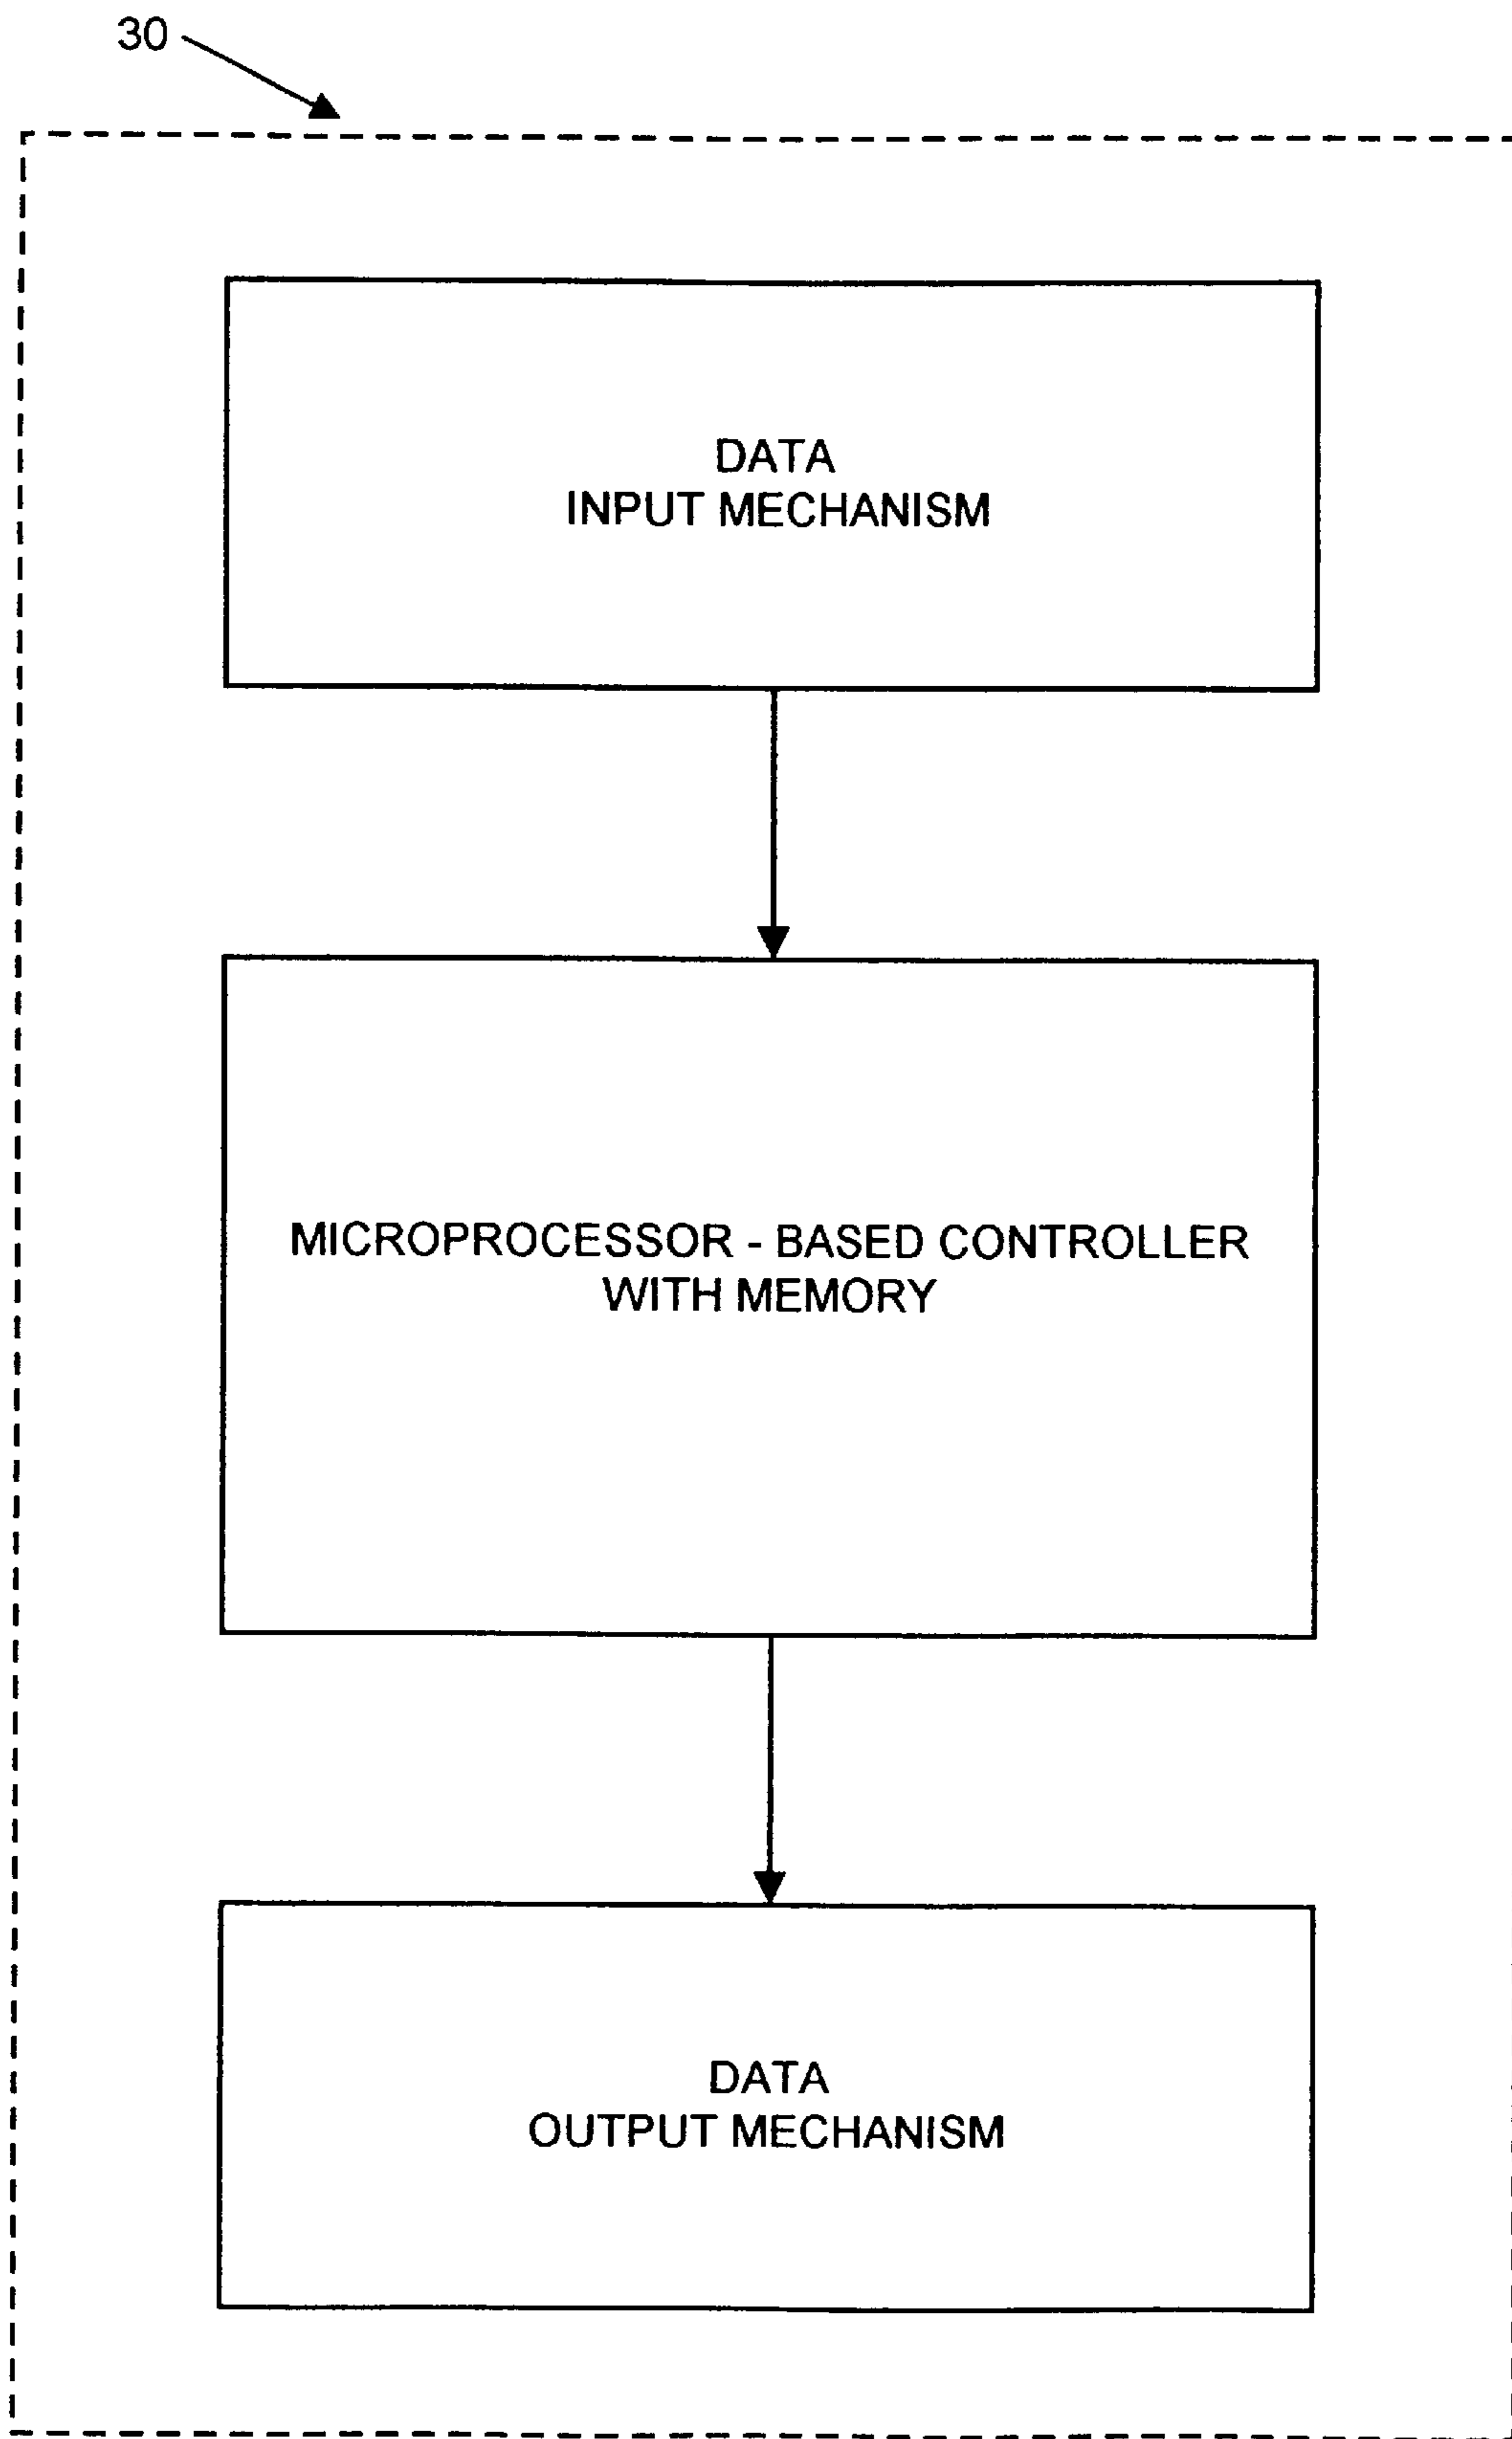 30
DATA
INPUT MECHANISM
MICROPROCESSOR - BASED CONTROLLER
WITH MEMORY
DATA
OUTPUT MECHANISM